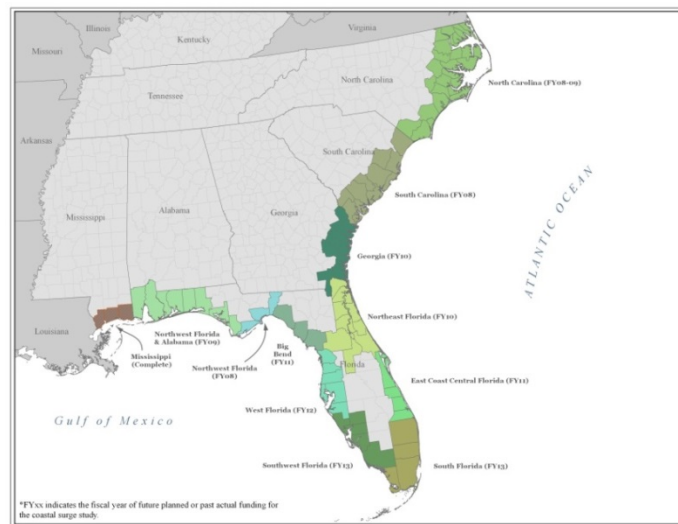 Illinois
Virginia
Kentucky
Missouri
North Carolina
North Carolina (FY08-09)
Tennessee
Arkansas
South Carolina
South Carolina (FY08)
Mississippi
Alabama
Georgia
ATLANTIC OCEAN
Georgia (FY10)
Louisiana
Northwest Florida
& Alabama (FY09)
Northeast Florida (FY10)
Mississippi
(Complete)
Northwest Florida
(FY08)
Big
Bend
(FY11)
Florida
East Coast Central Florida (FY11)
West Florida (FY12)
Gulf of Mexico
Southwest Florida (FY13)
South Florida (FY13)
*FYxx indicates the fiscal year of future planned or past actual funding for
the coastal surge study.